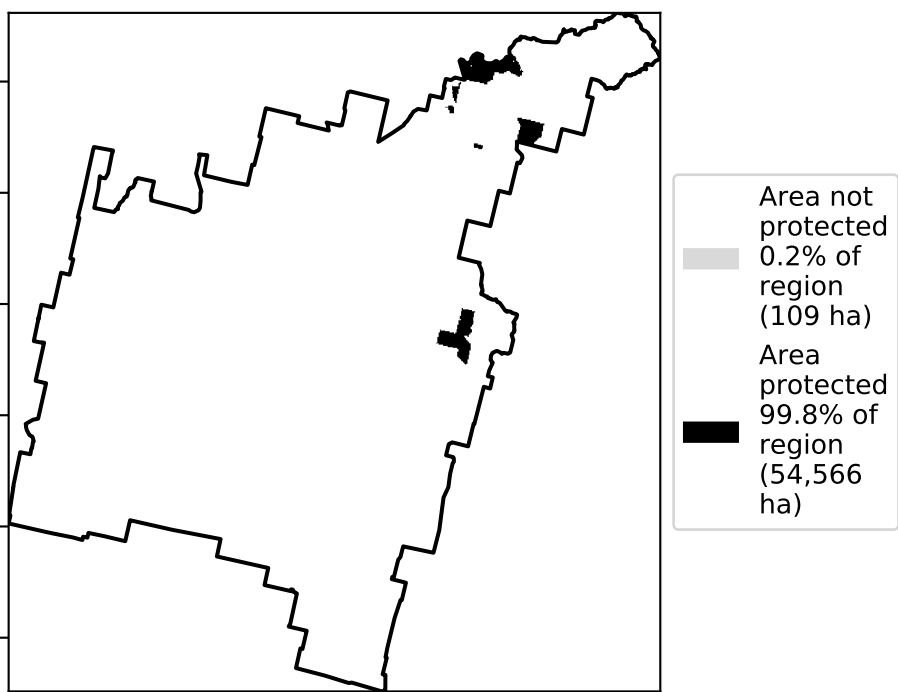 Area not
protected
0.2% of
region
(109 ha)
Area
protected
99.8% of
region
(54,566
ha)